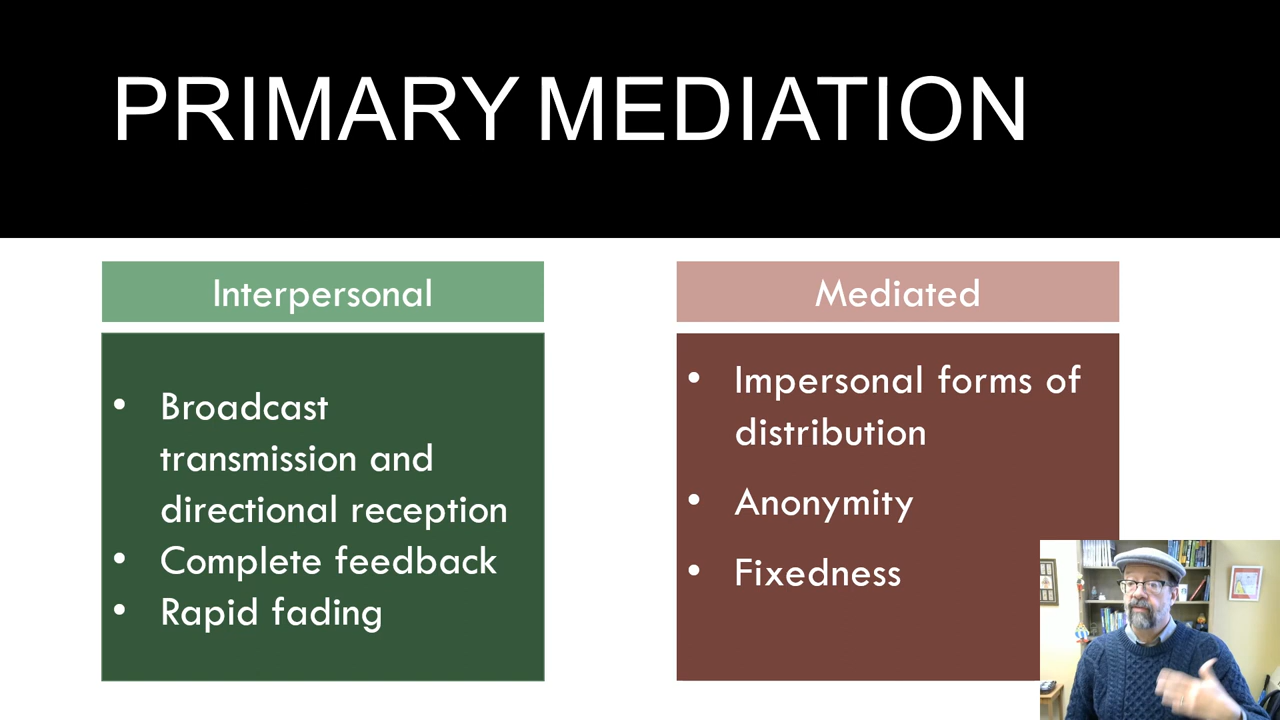 PRIMARY MEDIATION
Interpersonal
• Broadcast
transmission and
directional reception
• Complete feedback
• Rapid fading
Mediated
• Impersonal forms of
distribution
• Anonymity
• Fixedness